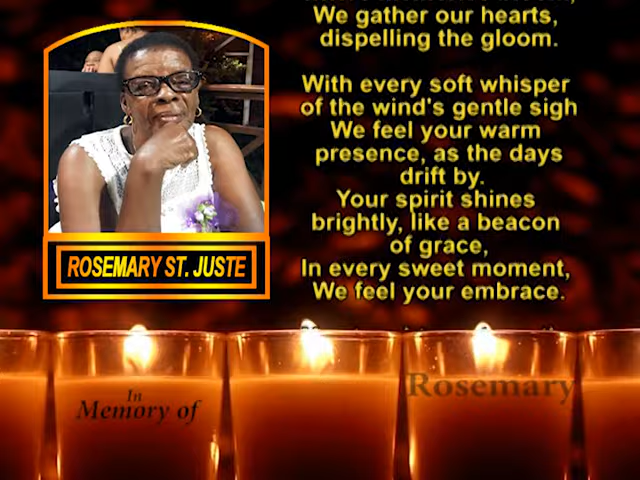 We gather our hearts,
dispelling the gloom.
With every soft whisper
of the wind's gentle sigh
We feel your warm
presence, as the days
drift by.
Your spirit shines
brightly, like a beacon
of grace,
In every sweet moment,
We feel your embrace.
ROSEMARY ST. JUSTE
In
Memory of
Rosemary